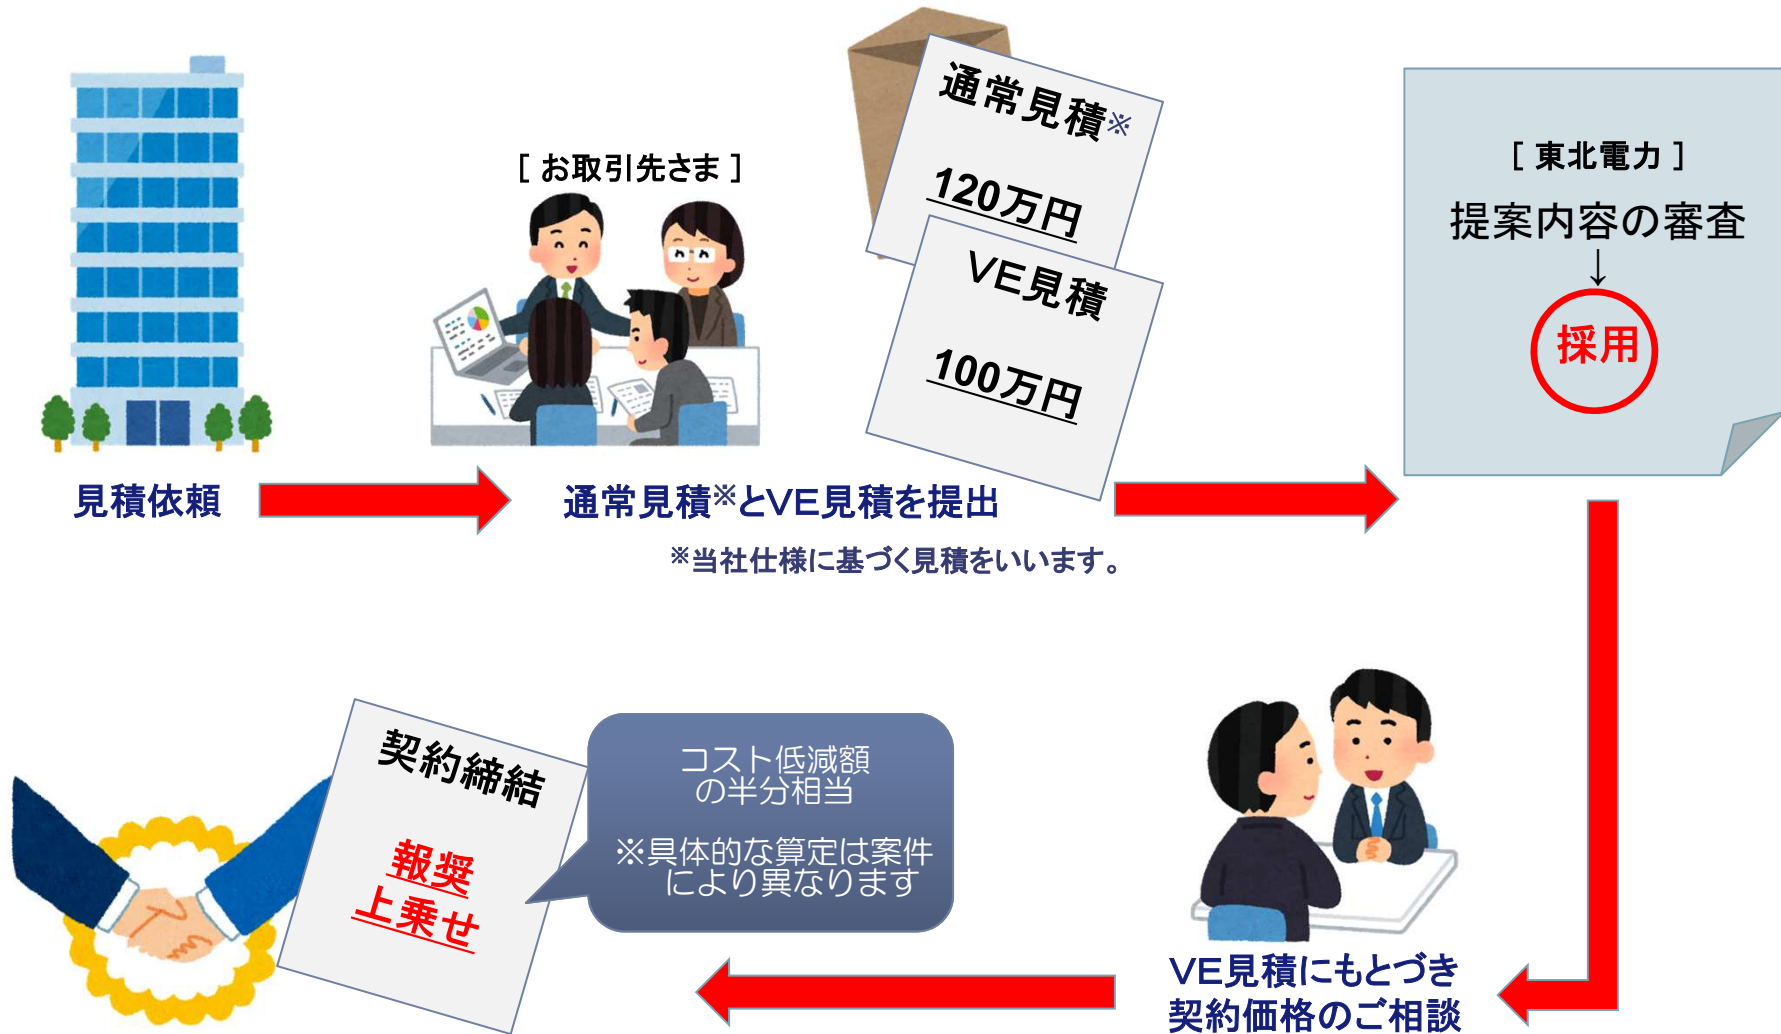 見積依頼
[ お取引先さま ]
通常見積※
120万円
VE見積
100万円
通常見積※とVE見積を提出
※当社仕様に基づく見積をいいます。
[ 東北電力 ]
提案内容の審査
↓
採用
VE見積にもとづき
契約価格のご相談
契約締結
報奨
上乗せ
コスト低減額
の半分相当
※具体的な算定は案件
により異なります